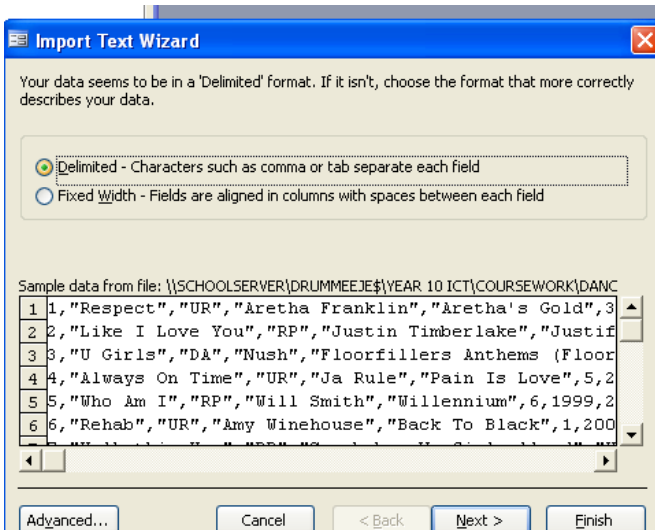 Import Text Wizard
Your data seems to be in a 'Delimited' format. If it isn't, choose the format that more correctly
describes your data.
Delimited - Characters such as comma or tab separate each field
Fixed Width - Fields are aligned in columns with spaces between each field
Sample data from file: \\SCHOOLSERVER\DRUMMEEJE$\YEAR 10 ICT\COURSEWORK\DANC
1 1,"Respect","UR","Aretha Franklin","Aretha's Gold",3
2 2,"Like I Love You","RP","Justin Timberlake","Justif
3 3,"U Girls","DA","Nush","Floorfillers Anthems (Floor
4 4,"Always On Time","UR","Ja Rule","Pain Is Love",5,2
5 5,"Who Am I","RP","Will Smith","Willennium",6,1999,2
6 6,"Rehab","UR","Amy Winehouse","Back To Black",1,200
Advanced... Cancel < Back Next > Finish